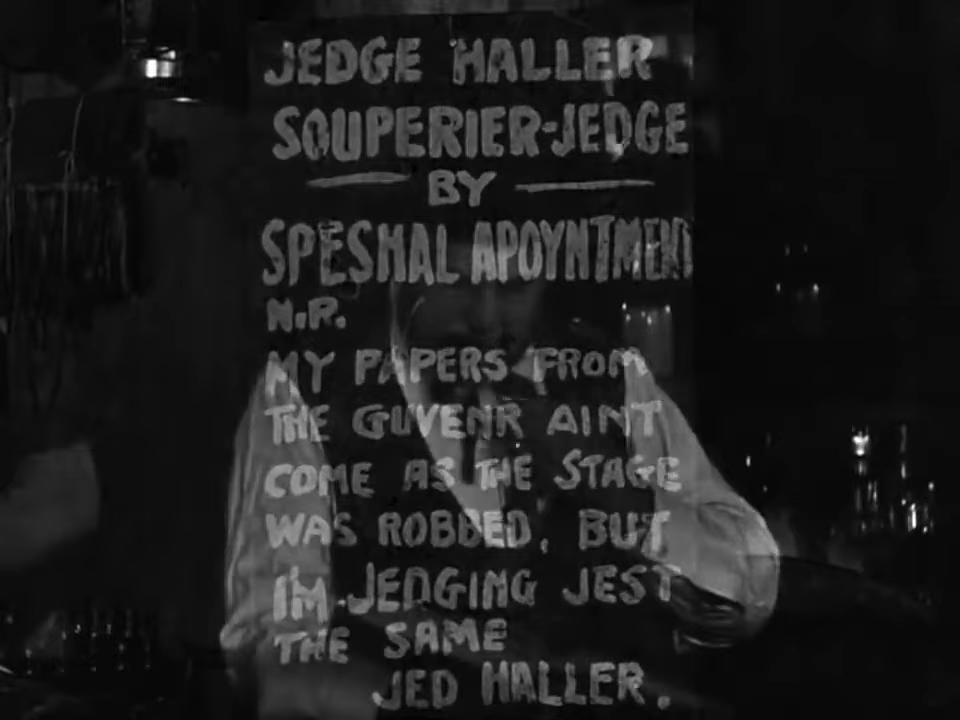 JEDGE HALLER
SOUPERIER-JEDGE
BY
SPESHAL APOYNTMENT
N.R.
MY PAPERS FROM
THE GUVENR AINT
COME AS THE STAGE
WAS ROBBED, BUT
I'M JEDGING JEST
THE SAME
JED HALLER.